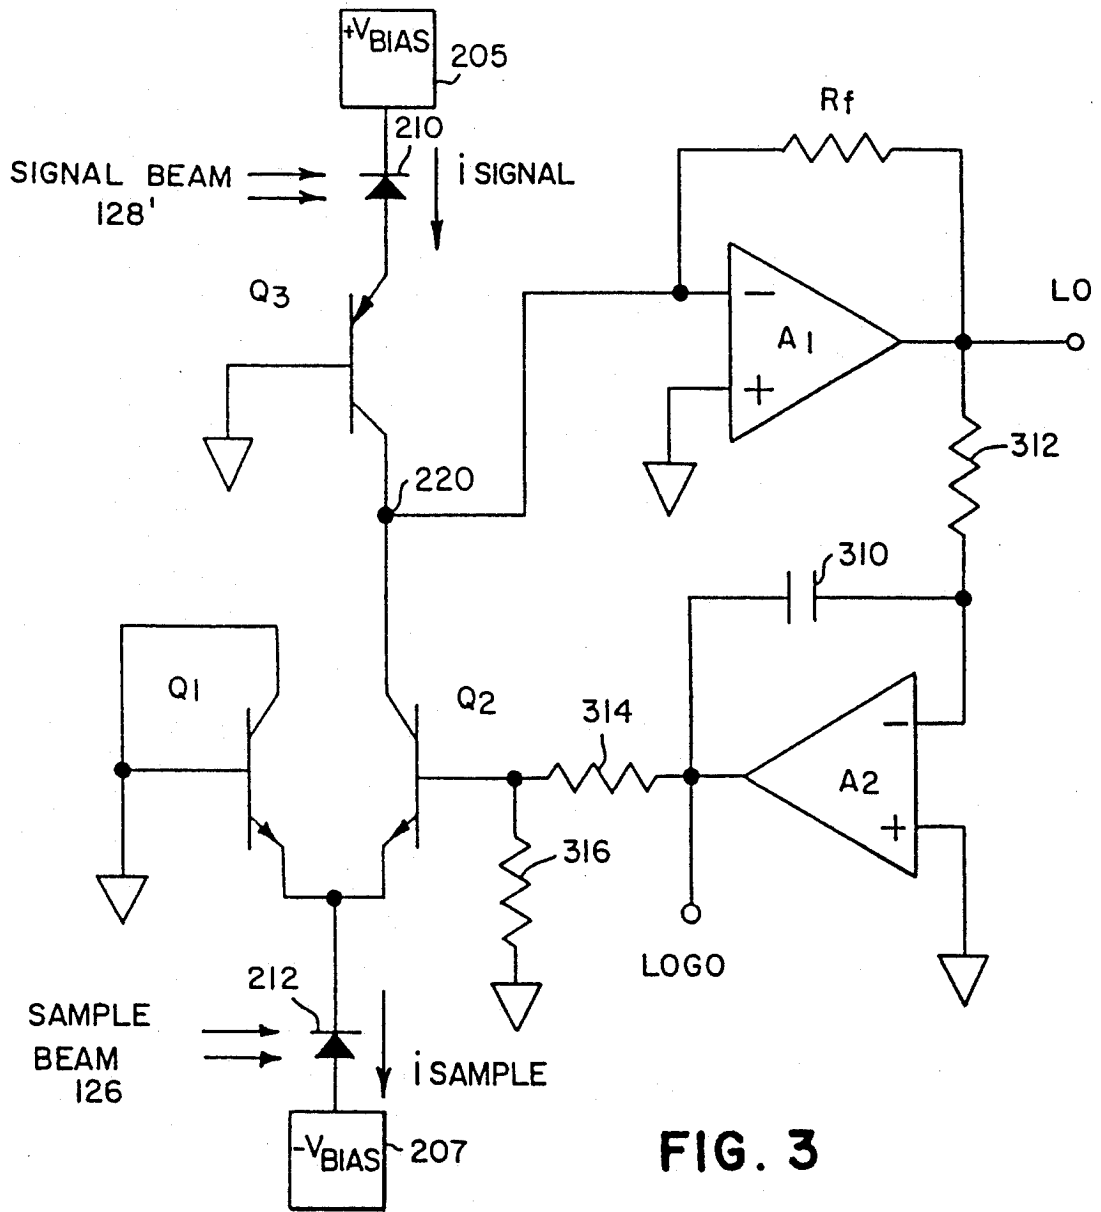 +VBIAS
205
Rf
210
SIGNAL BEAM
128'
i SIGNAL
Q3
LO
−
A1
+
312
220
310
Q1
Q2
314
−
A2
+
316
LOGO
212
SAMPLE
BEAM
126
i SAMPLE
−VBIAS
207
FIG. 3